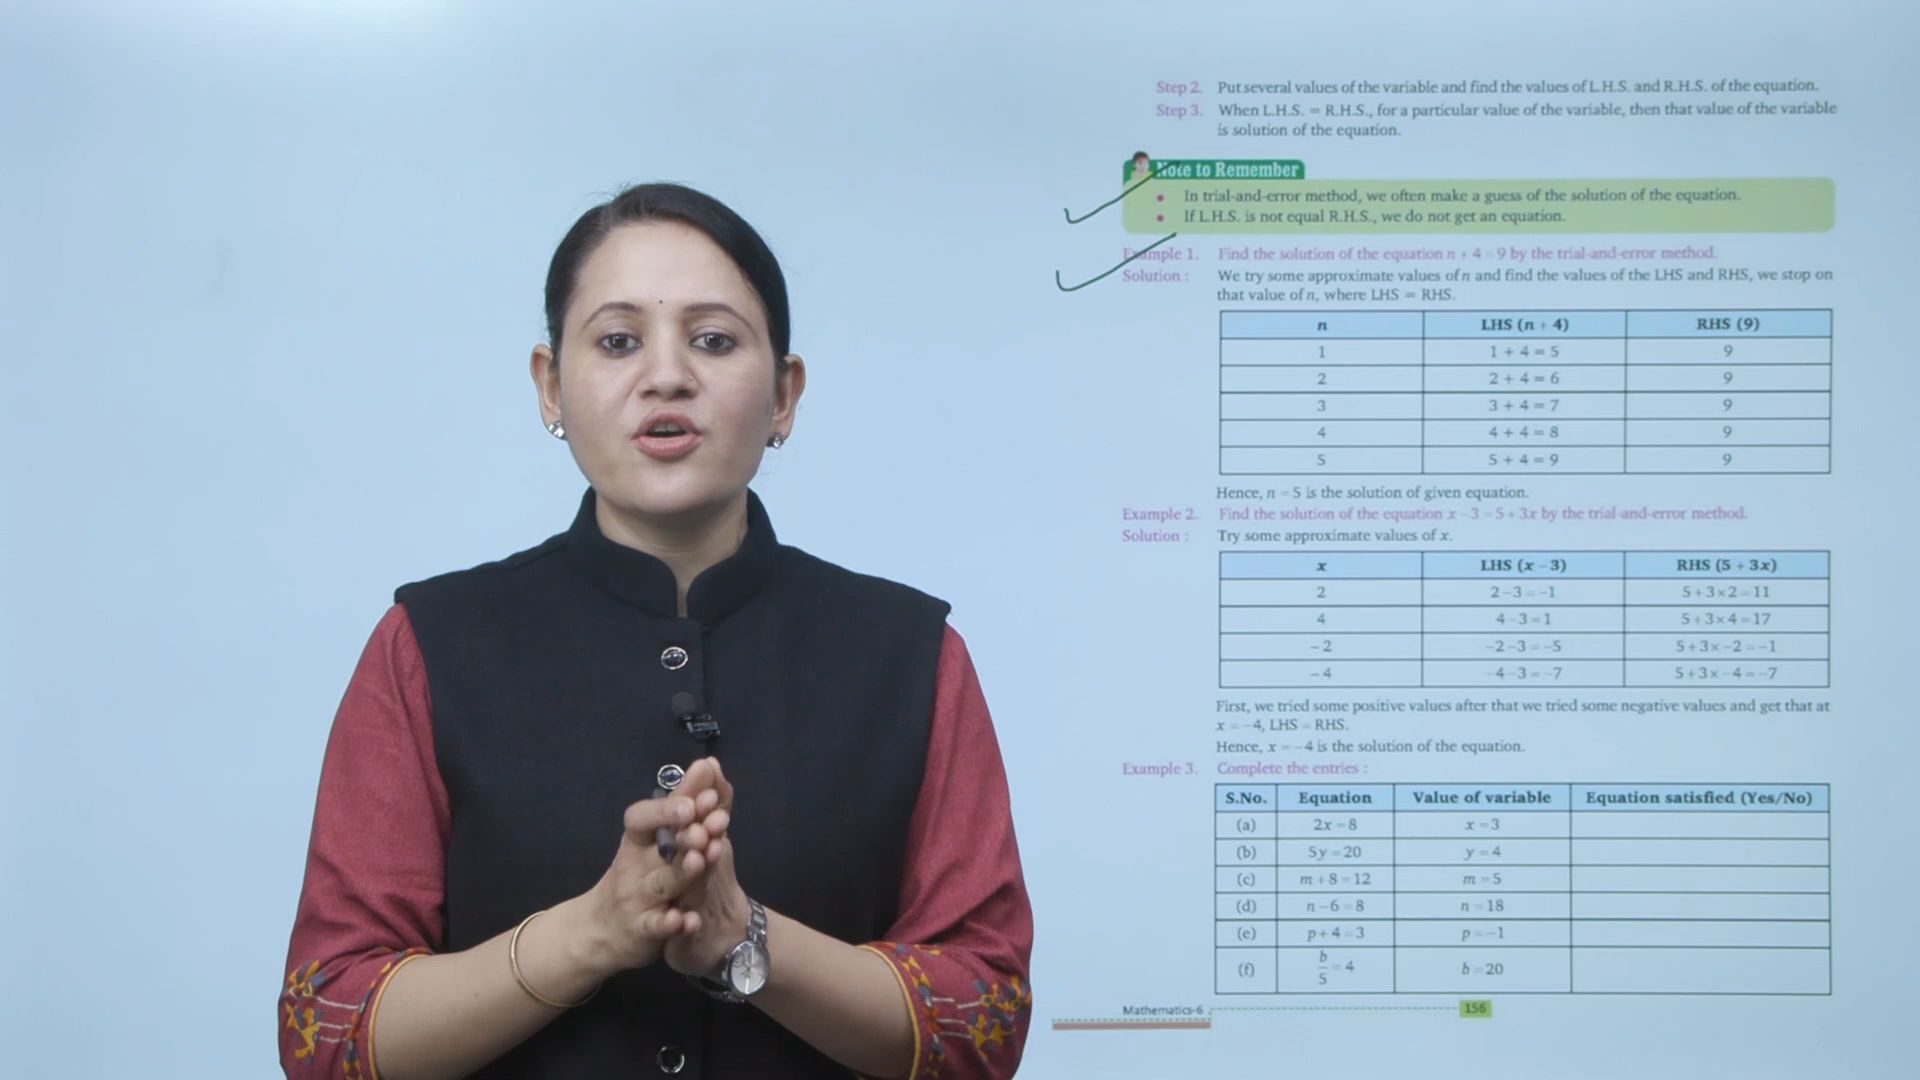 Step 2. Put several values of the variable and find the values of L.H.S. and R.H.S. of the equation.
Step 3. When L.H.S. = R.H.S., for a particular value of the variable, then that value of the variable
is solution of the equation.
Note to Remember
• In trial-and-error method, we often make a guess of the solution of the equation.
• If L.H.S. is not equal R.H.S., we do not get an equation.
Example 1. Find the solution of the equation n + 4 = 9 by the trial-and-error method.
Solution : We try some approximate values of n and find the values of the LHS and RHS, we stop on
that value of n, where LHS = RHS.
n LHS (n + 4) RHS (9)
1 1 + 4 = 5 9
2 2 + 4 = 6 9
3 3 + 4 = 7 9
4 4 + 4 = 8 9
5 5 + 4 = 9 9
Hence, n = 5 is the solution of given equation.
Example 2. Find the solution of the equation x – 3 = 5 + 3x by the trial-and-error method.
Solution : Try some approximate values of x.
x LHS (x – 3) RHS (5 + 3x)
2 2 – 3 = –1 5 + 3 × 2 = 11
4 4 – 3 = 1 5 + 3 × 4 = 17
– 2 –2 – 3 = –5 5 + 3 × –2 = –1
– 4 –4 – 3 = –7 5 + 3 × –4 = –7
First, we tried some positive values after that we tried some negative values and get that at
x = –4, LHS = RHS.
Hence, x = –4 is the solution of the equation.
Example 3. Complete the entries :
S.No. Equation Value of variable Equation satisfied (Yes/No)
(a) 2x = 8 x = 3
(b) 5y = 20 y = 4
(c) m + 8 = 12 m = 5
(d) n – 6 = 8 n = 18
(e) p + 4 = 3 p = –1
(f) b/5 = 4 b = 20
Mathematics-6 156